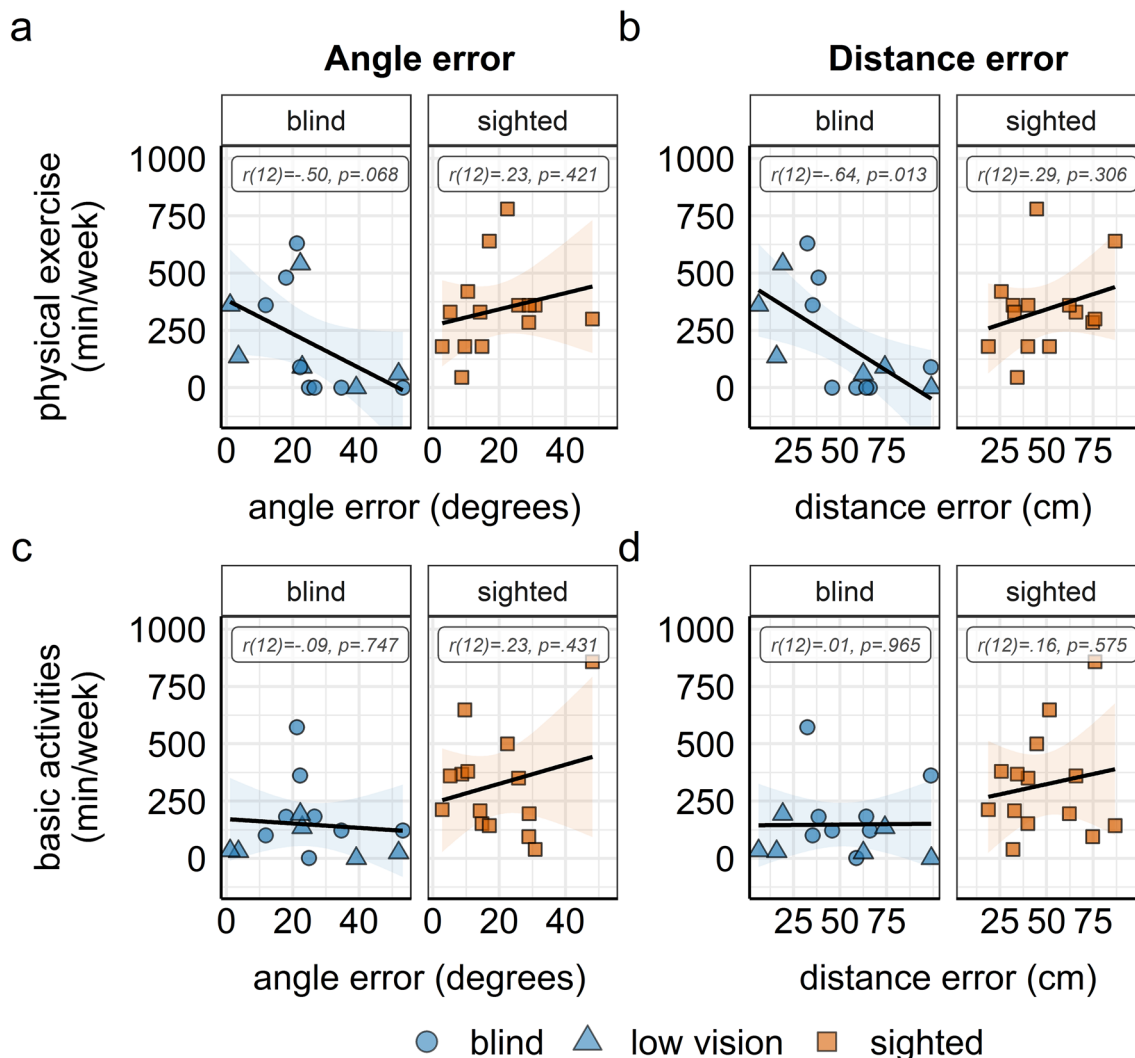 a
b
Angle error
Distance error
blind
sighted
blind
sighted
physical exercise
(min/week)
1000
750
500
250
0
r(12)=-.50, p=.068
r(12)=.23, p=.421
r(12)=-.64, p=.013
r(12)=.29, p=.306
0 20 40
0 20 40
25 50 75
25 50 75
angle error (degrees)
distance error (cm)
c
d
blind
sighted
blind
sighted
basic activities
(min/week)
1000
750
500
250
0
r(12)=-.09, p=.747
r(12)=.23, p=.431
r(12)=.01, p=.965
r(12)=.16, p=.575
0 20 40
0 20 40
25 50 75
25 50 75
angle error (degrees)
distance error (cm)
blind
low vision
sighted